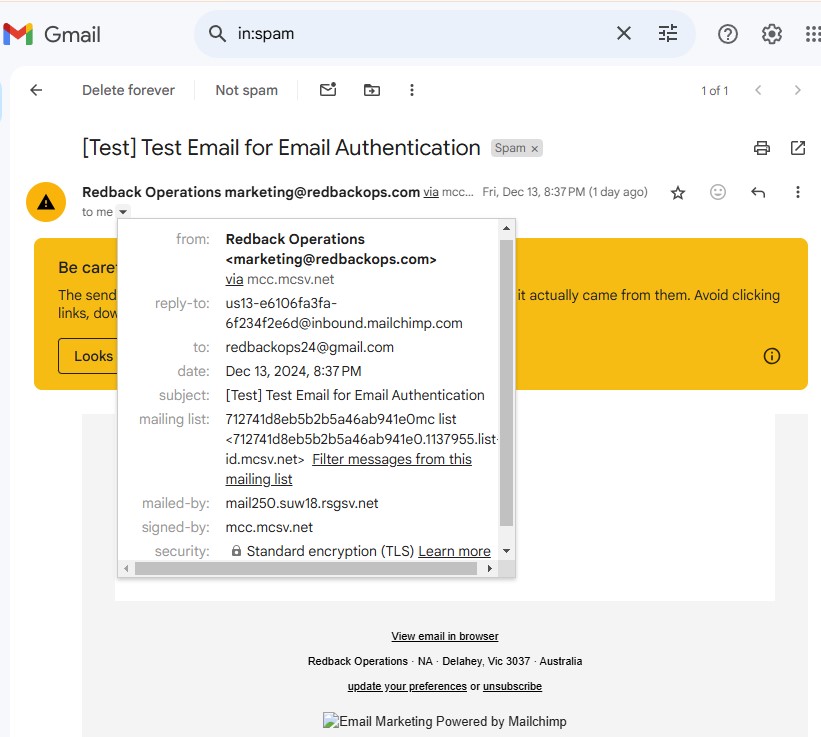 Gmail
in:spam
Delete forever Not spam 1 of 1
[Test] Test Email for Email Authentication Spam ×
Redback Operations marketing@redbackops.com via mcc... Fri, Dec 13, 8:37 PM (1 day ago)
to me
Be care
The send it actually came from them. Avoid clicking
links, dow
Looks
from: Redback Operations
<marketing@redbackops.com>
via mcc.mcsv.net
reply-to: us13-e6106fa3fa-
6f234f2e6d@inbound.mailchimp.com
to: redbackops24@gmail.com
date: Dec 13, 2024, 8:37 PM
subject: [Test] Test Email for Email Authentication
mailing list: 712741d8eb5b2b5a46ab941e0mc list
<712741d8eb5b2b5a46ab941e0.1137955.list-
id.mcsv.net> Filter messages from this
mailing list
mailed-by: mail250.suw18.rsgsv.net
signed-by: mcc.mcsv.net
security: Standard encryption (TLS) Learn more
View email in browser
Redback Operations · NA · Delahey, Vic 3037 · Australia
update your preferences or unsubscribe
Email Marketing Powered by Mailchimp